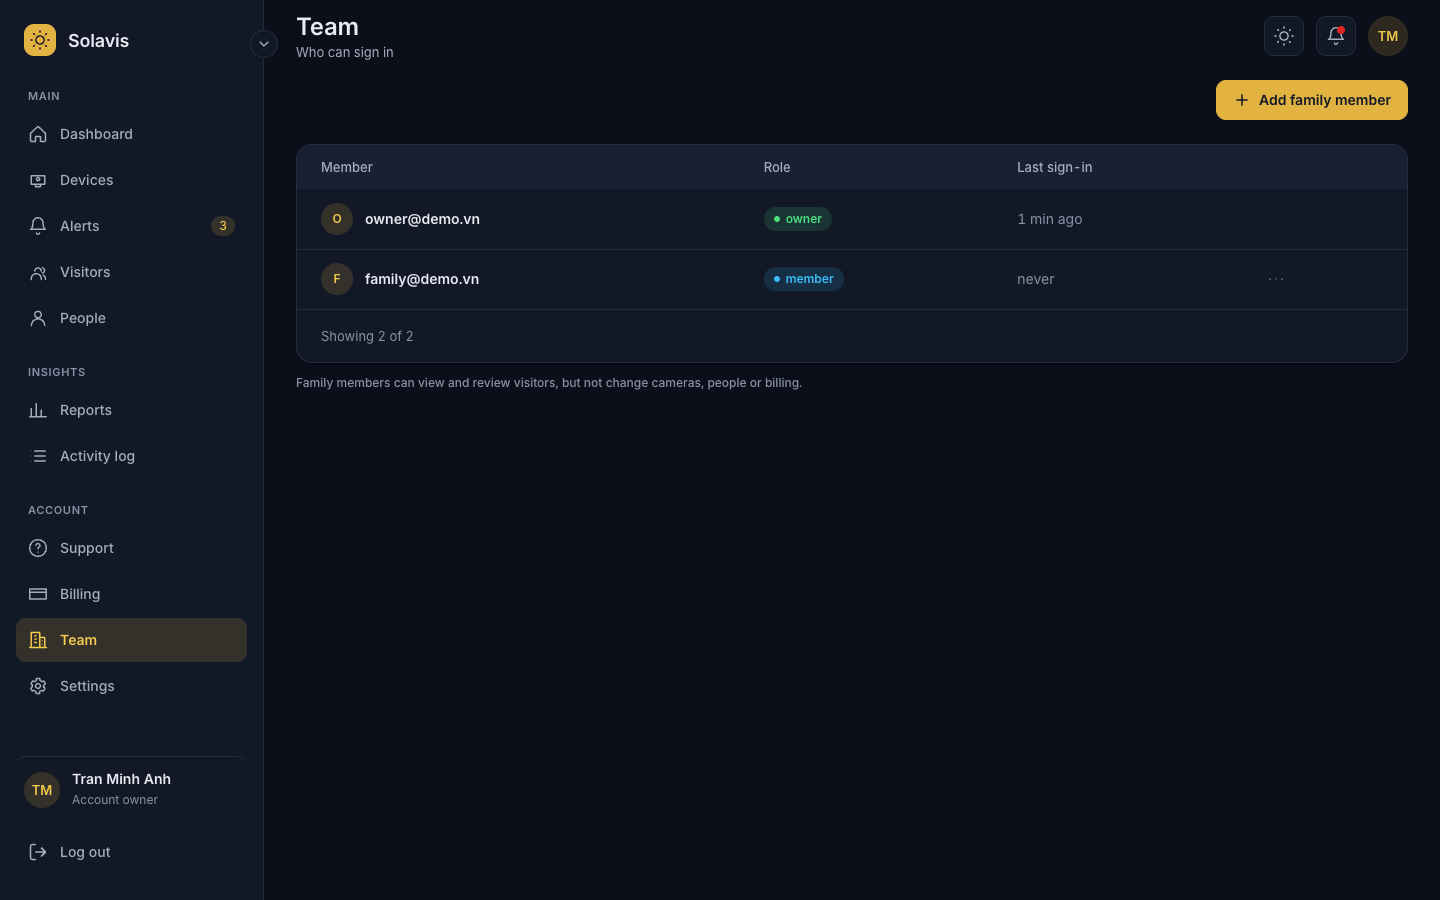 Solavis
MAIN
Dashboard
Devices
Alerts 3
Visitors
People
INSIGHTS
Reports
Activity log
ACCOUNT
Support
Billing
Team
Settings
TM Tran Minh Anh
Account owner
Log out
Team
Who can sign in
TM
Add family member
Member Role Last sign-in
O owner@demo.vn owner 1 min ago
F family@demo.vn member never ...
Showing 2 of 2
Family members can view and review visitors, but not change cameras, people or billing.